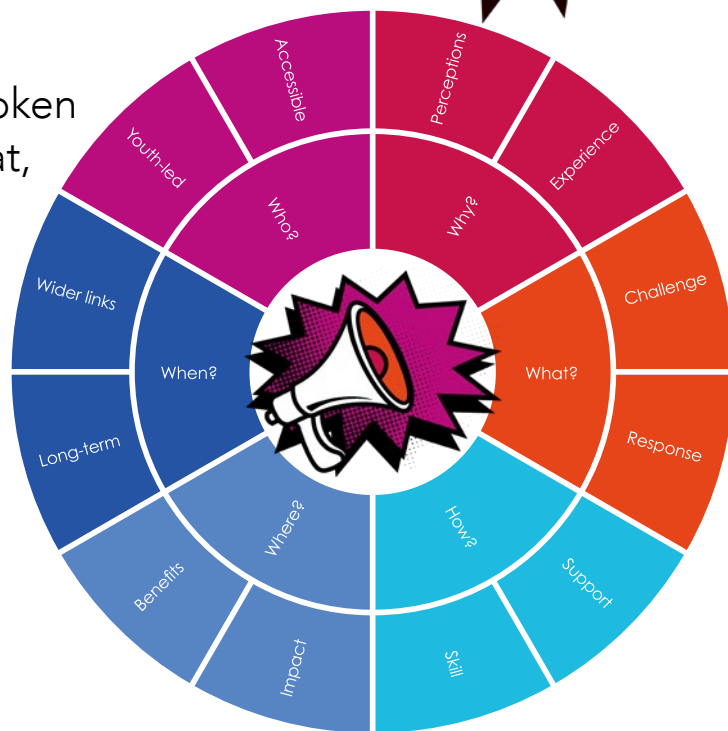 oken
at,
Accessible
Perceptions
Youth-led
Experience
Who?
Why?
Wider links
Challenge
When?
What?
Long-term
Response
Where?
How?
Benefits
Support
Impact
Skill